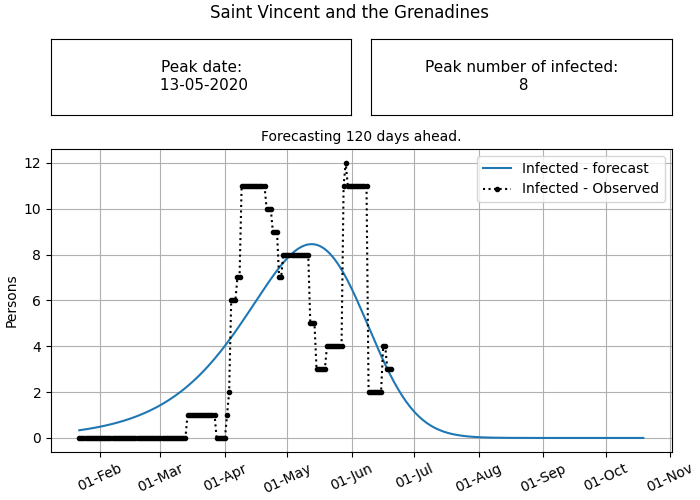 Saint Vincent and the Grenadines
Peak date:
13-05-2020
Peak number of infected:
8
Forecasting 120 days ahead.
Infected - forecast
Infected - Observed
Persons
12
10
8
6
4
2
0
01-Feb
01-Mar
01-Apr
01-May
01-Jun
01-Jul
01-Aug
01-Sep
01-Oct
01-Nov